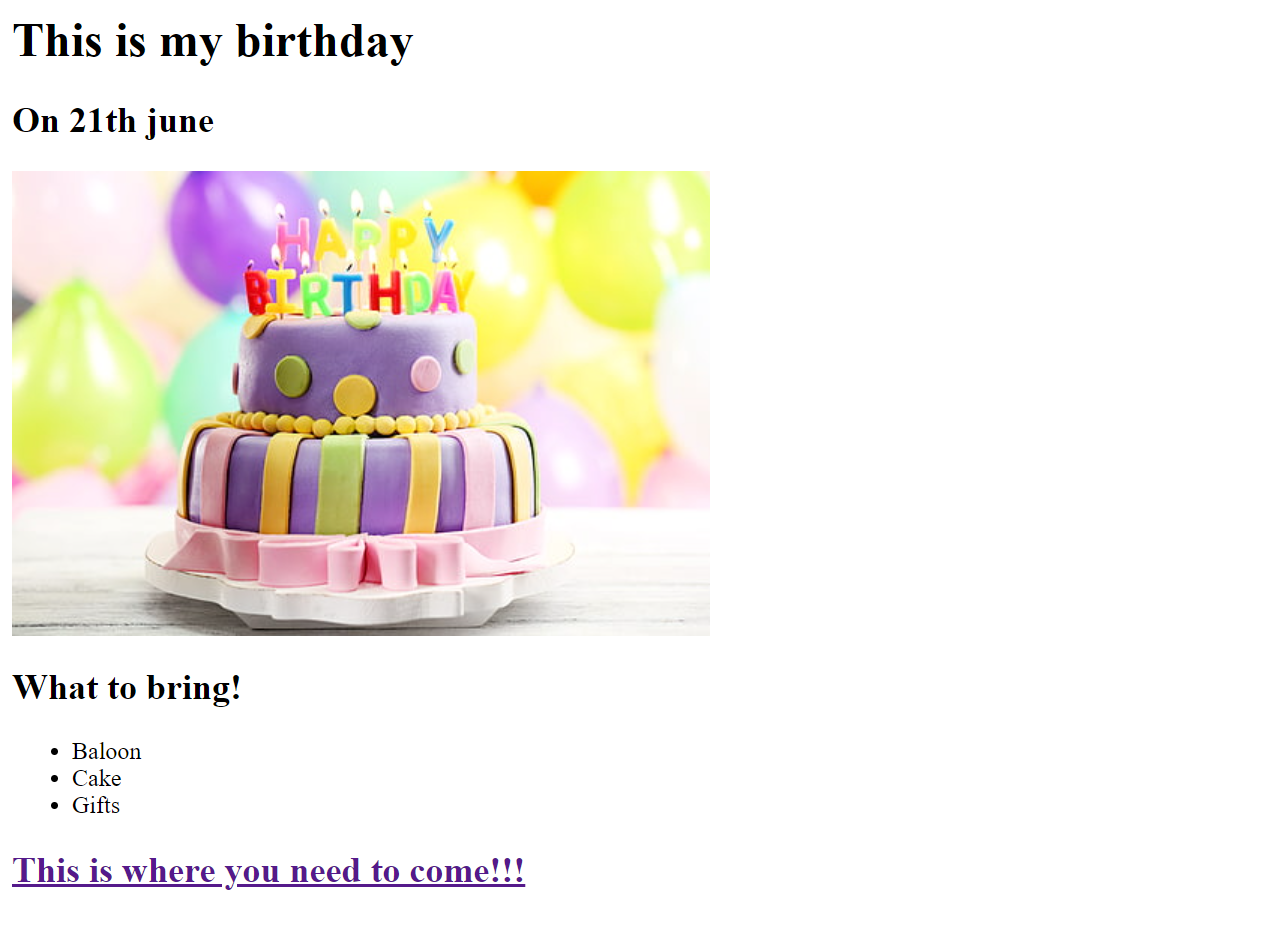 This is my birthday
On 21th june
HAPPY
BIRTHDAY
What to bring!
Baloon
Cake
Gifts
This is where you need to come!!!